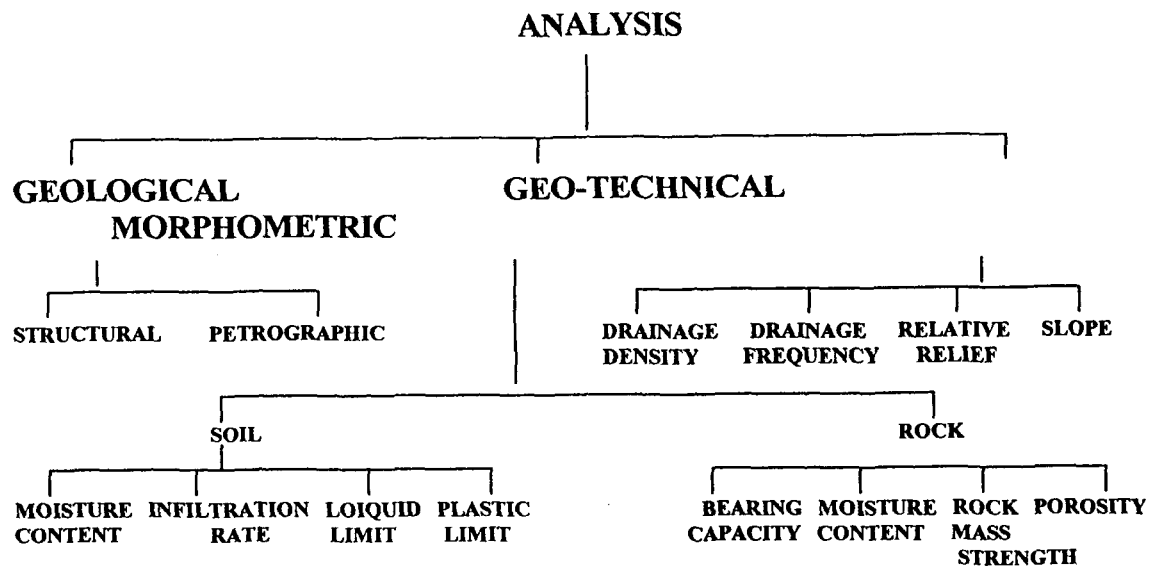 ANALYSIS
GEOLOGICAL GEO-TECHNICAL
MORPHOMETRIC
STRUCTURAL PETROGRAPHIC
DRAINAGE DENSITY
DRAINAGE FREQUENCY
RELATIVE RELIEF
SLOPE
SOIL
ROCK
MOISTURE CONTENT
INFILTRATION RATE
LOIQUID LIMIT
PLASTIC LIMIT
BEARING CAPACITY
MOISTURE CONTENT
ROCK MASS STRENGTH
POROSITY